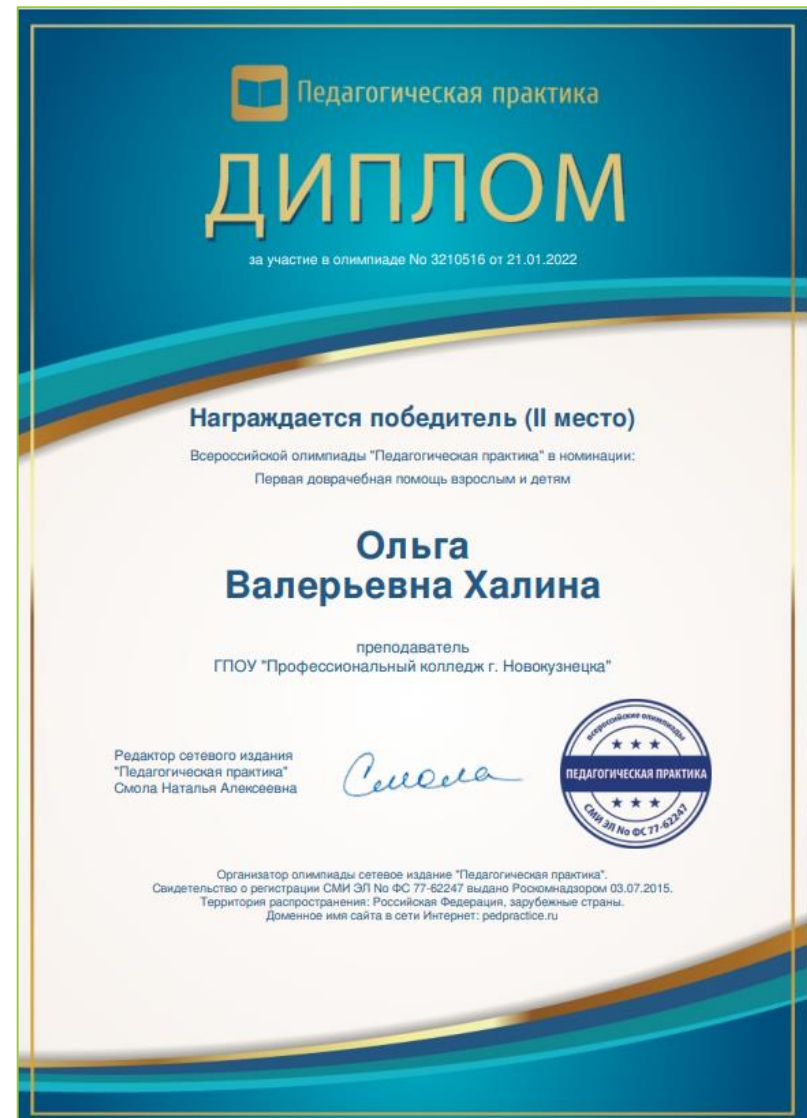 Педагогическая практика
ДИПЛОМ
за участие в олимпиаде No 3210516 от 21.01.2022
Награждается победитель (II место)
Всероссийской олимпиады "Педагогическая практика" в номинации:
Первая доврачебная помощь взрослым и детям
Ольга
Валерьевна Халина
преподаватель
ГПОУ "Профессиональный колледж г. Новокузнецка"
Редактор сетевого издания
"Педагогическая практика"
Смола Наталья Алексеевна
Смола
всероссийские олимпиады
ПЕДАГОГИЧЕСКАЯ ПРАКТИКА
СМИ ЭЛ No ФС 77-62247
Организатор олимпиады сетевое издание "Педагогическая практика".
Свидетельство о регистрации СМИ ЭЛ No ФС 77-62247 выдано Роскомнадзором 03.07.2015.
Территория распространения: Российская Федерация, зарубежные страны.
Доменное имя сайта в сети Интернет: pedpractice.ru